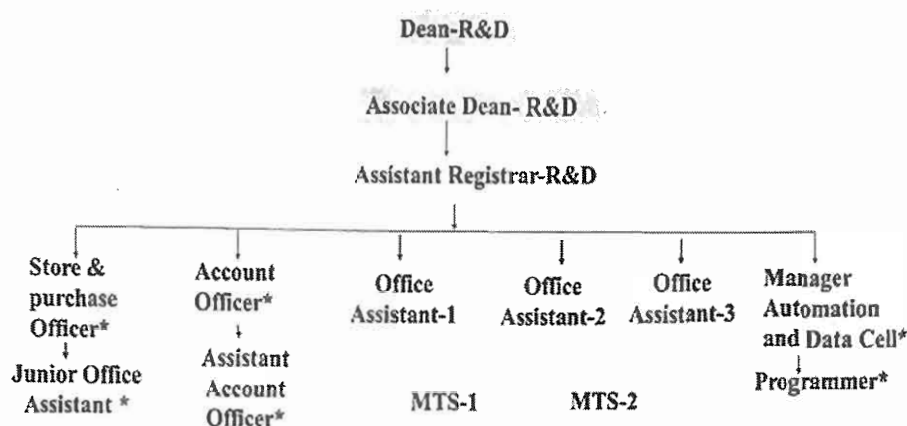 Dean-R&D
Associate Dean- R&D
Assistant Registrar-R&D
Store &
purchase
Officer*
Junior Office
Assistant *
Account
Officer*
Assistant
Account
Officer*
Office
Assistant-1
Office
Assistant-2
Office
Assistant-3
Manager
Automation
and Data Cell*
Programmer*
MTS-1
MTS-2